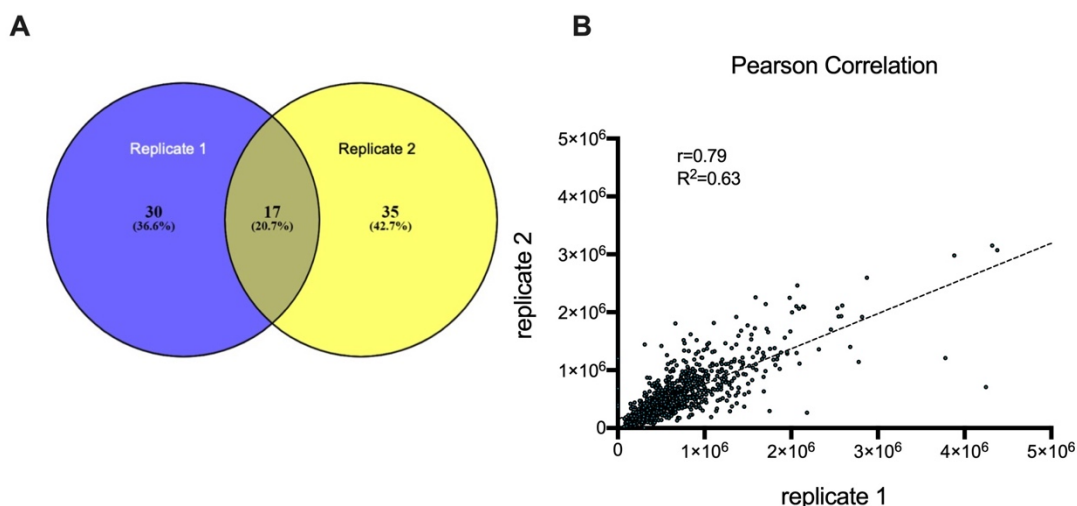 A
Replicate 1
Replicate 2
30
(36.6%)
17
(20.7%)
35
(42.7%)
B
Pearson Correlation
r=0.79
R²=0.63
5×10⁶
4×10⁶
3×10⁶
2×10⁶
1×10⁶
0
replicate 2
0
1×10⁶
2×10⁶
3×10⁶
4×10⁶
5×10⁶
replicate 1